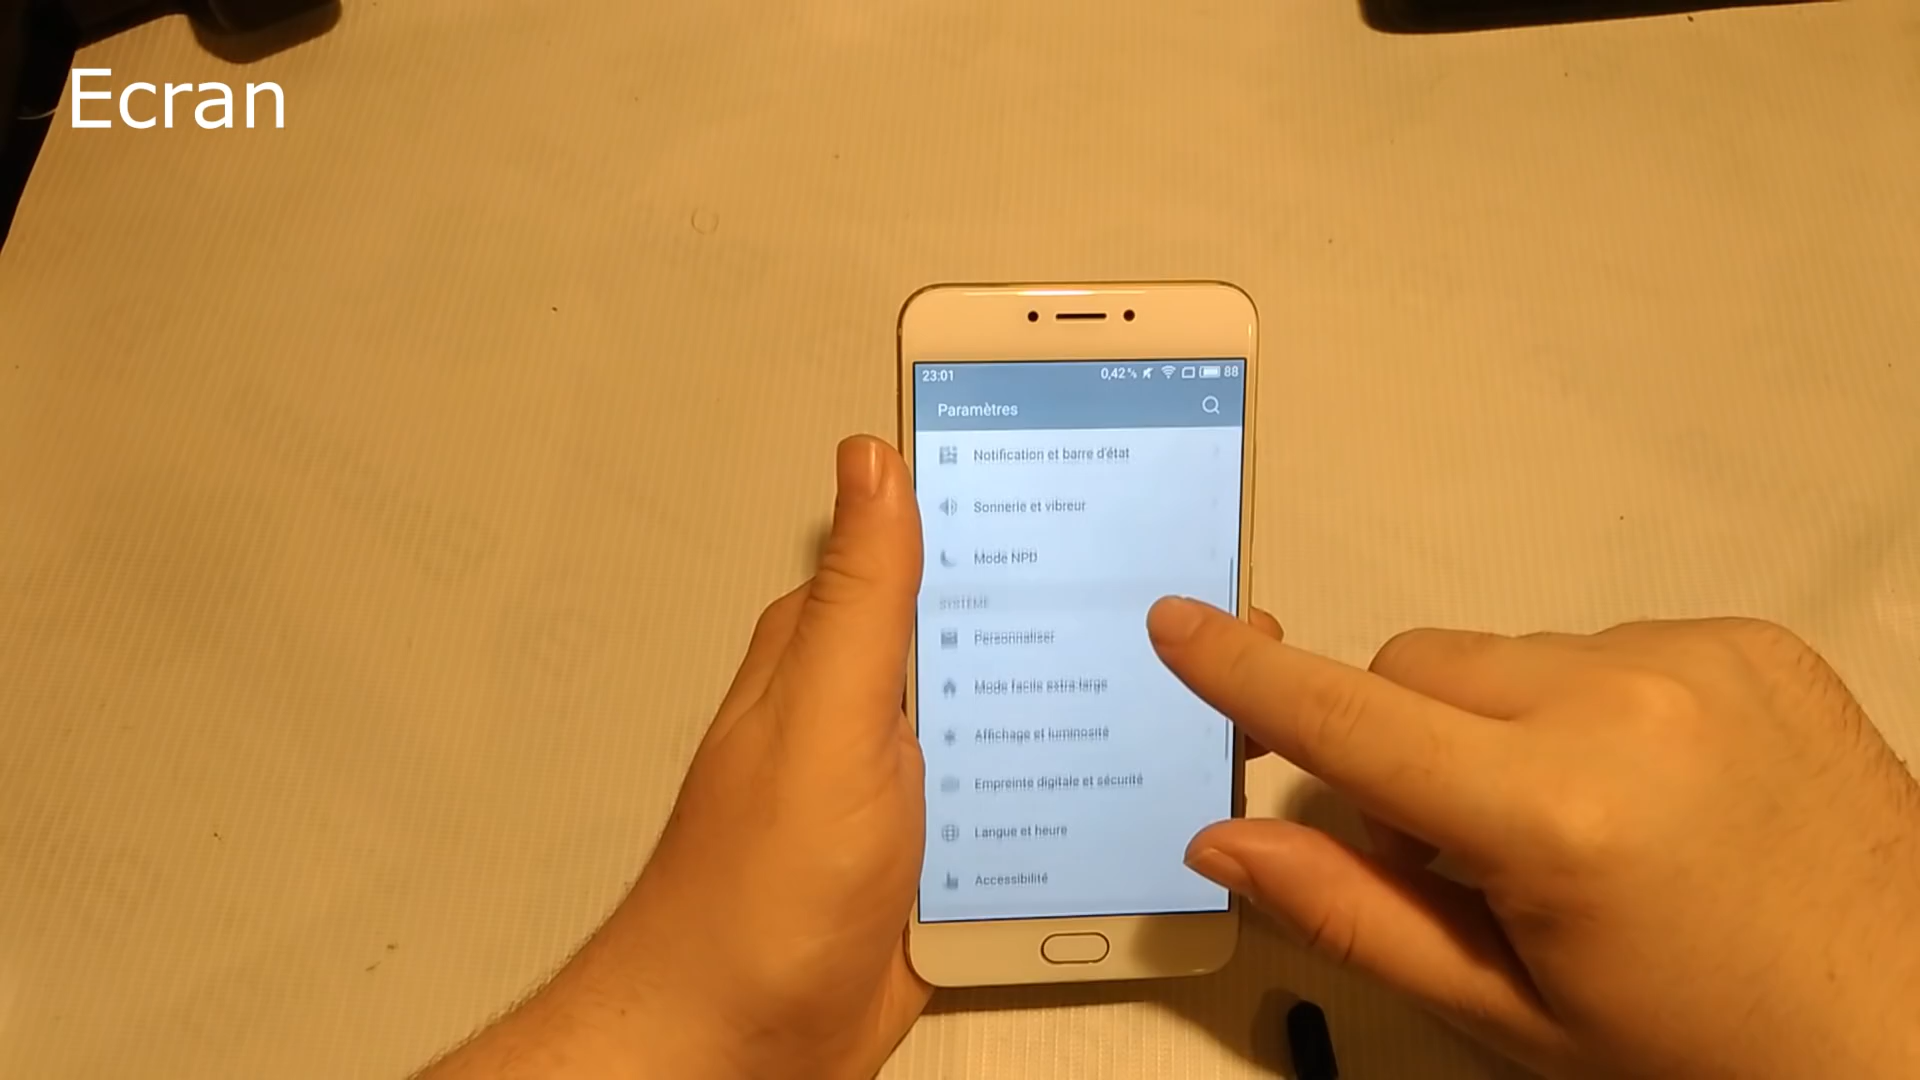 Ecran
23:01 0,42% 88
Paramètres
Notification et barre d'état
Sonnerie et vibreur
Mode NPD
SYSTÈME
Personnaliser
Mode facile extra large
Affichage et luminosité
Empreinte digitale et sécurité
Langue et heure
Accessibilité